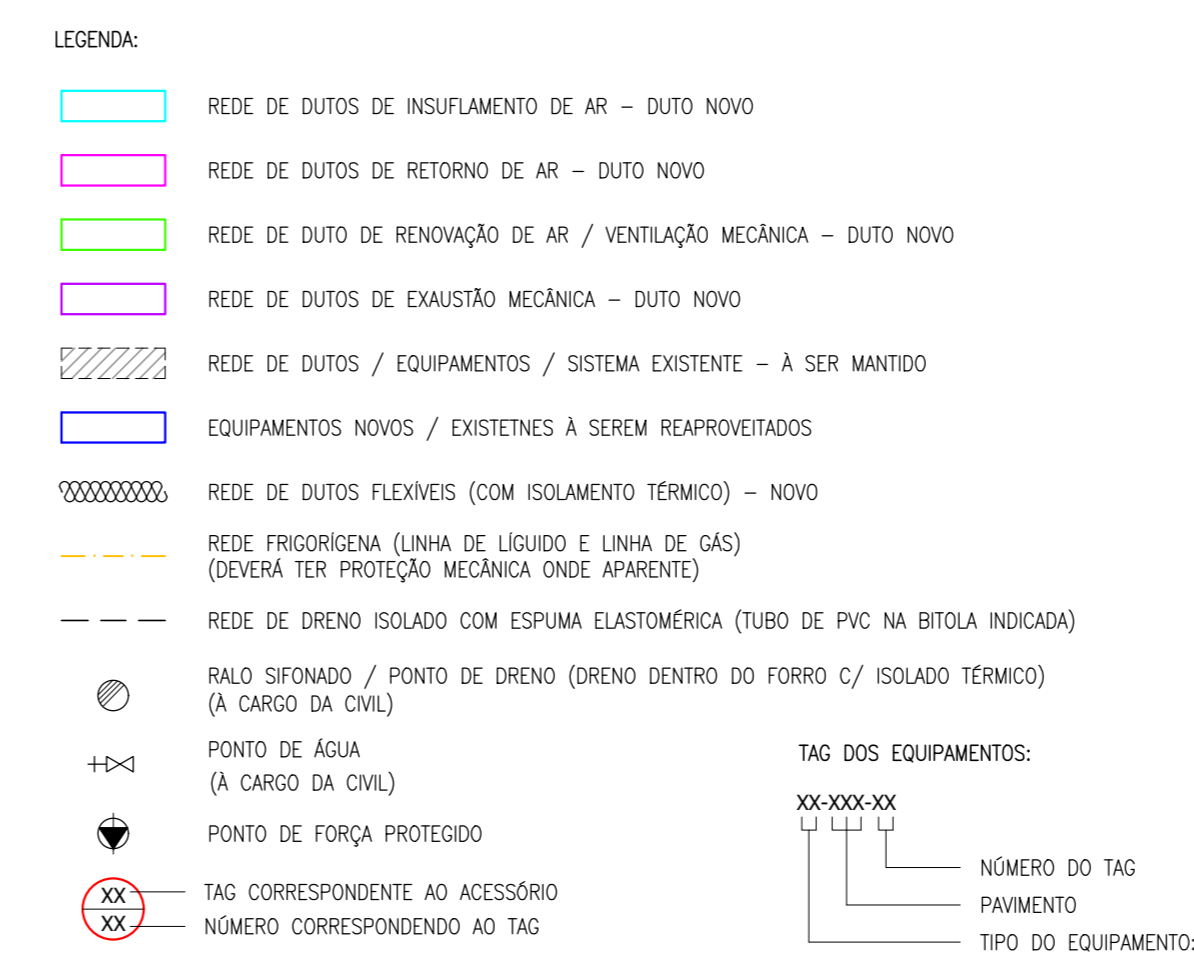 LEGENDA:
REDE DE DUTOS DE INSUFLAMENTO DE AR – DUTO NOVO
REDE DE DUTOS DE RETORNO DE AR – DUTO NOVO
REDE DE DUTO DE RENOVAÇÃO DE AR / VENTILAÇÃO MECÂNICA – DUTO NOVO
REDE DE DUTOS DE EXAUSTÃO MECÂNICA – DUTO NOVO
REDE DE DUTOS / EQUIPAMENTOS / SISTEMA EXISTENTE – À SER MANTIDO
EQUIPAMENTOS NOVOS / EXISTETNES À SEREM REAPROVEITADOS
REDE DE DUTOS FLEXÍVEIS (COM ISOLAMENTO TÉRMICO) – NOVO
REDE FRIGORÍGENA (LINHA DE LÍGUIDO E LINHA DE GÁS)
(DEVERÁ TER PROTEÇÃO MECÂNICA ONDE APARENTE)
REDE DE DRENO ISOLADO COM ESPUMA ELASTOMÉRICA (TUBO DE PVC NA BITOLA INDICADA)
RALO SIFONADO / PONTO DE DRENO (DRENO DENTRO DO FORRO C/ ISOLADO TÉRMICO)
(À CARGO DA CIVIL)
PONTO DE ÁGUA
(À CARGO DA CIVIL)
PONTO DE FORÇA PROTEGIDO
XX TAG CORRESPONDENTE AO ACESSÓRIO
XX NÚMERO CORRESPONDENDO AO TAG
TAG DOS EQUIPAMENTOS:
XX-XXX-XX
NÚMERO DO TAG
PAVIMENTO
TIPO DO EQUIPAMENTO: